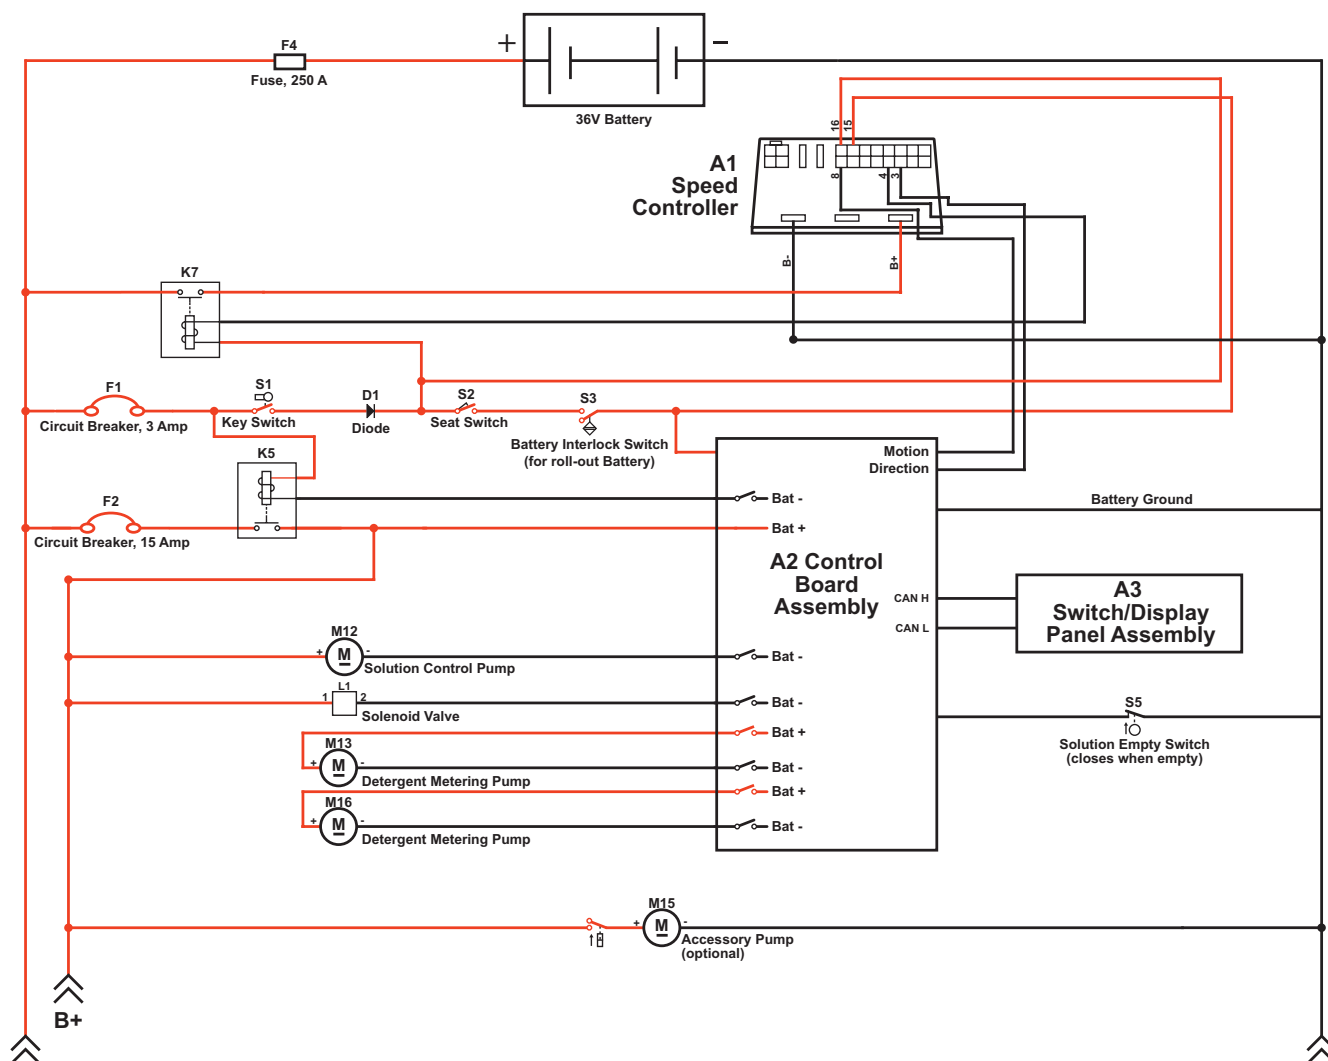 F4
Fuse, 250 A
+
−
36V Battery
16
15
A1
Speed
Controller
8
4
3
B-
B+
K7
F1
Circuit Breaker, 3 Amp
S1
Key Switch
D1
Diode
S2
Seat Switch
S3
Battery Interlock Switch
(for roll-out Battery)
Motion
Direction
K5
F2
Circuit Breaker, 15 Amp
Bat -
Bat +
Battery Ground
A2 Control
Board
Assembly
CAN H
CAN L
A3
Switch/Display
Panel Assembly
M12
+
M
-
Solution Control Pump
Bat -
L1
1
2
Solenoid Valve
Bat -
Bat +
M13
+
M
-
Detergent Metering Pump
Bat -
Bat +
M16
+
M
-
Detergent Metering Pump
Bat -
S5
Solution Empty Switch
(closes when empty)
M15
+
M
-
Accessory Pump
(optional)
B+